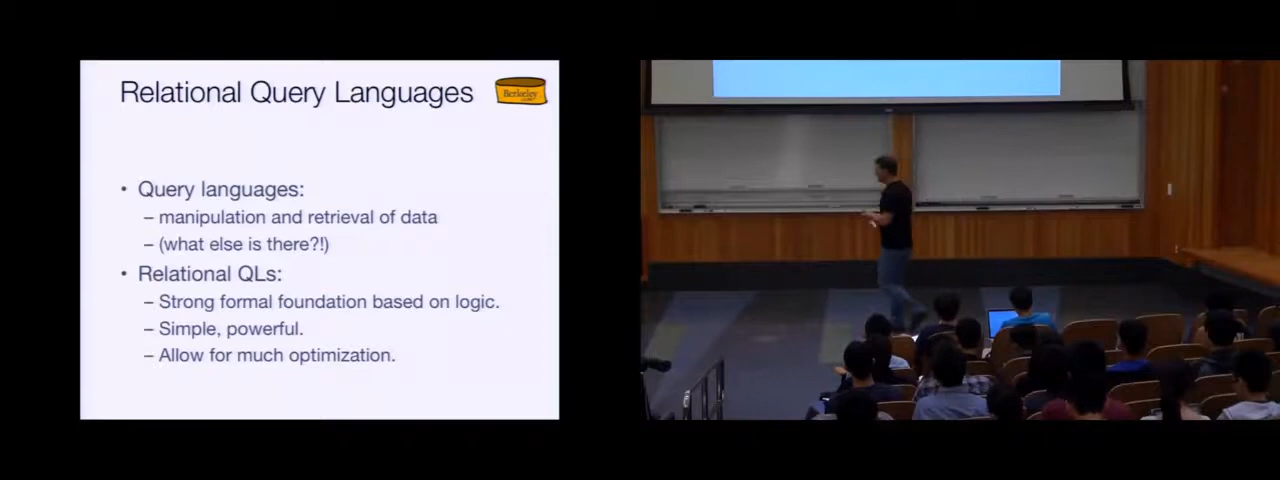 Relational Query Languages
Berkeley
• Query languages:
– manipulation and retrieval of data
– (what else is there?!)
• Relational QLs:
– Strong formal foundation based on logic.
– Simple, powerful.
– Allow for much optimization.